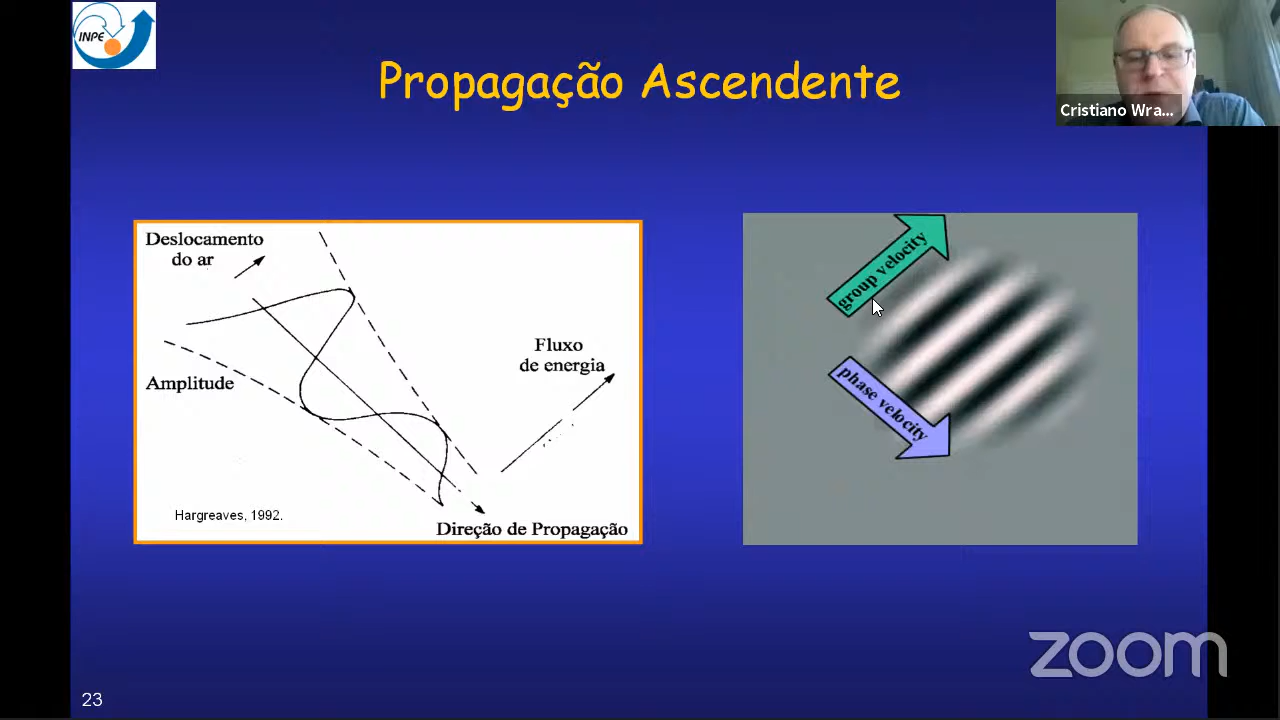 INPE
Propagação Ascendente
Cristiano Wra...
Deslocamento
do ar
Amplitude
Fluxo
de energia
Hargreaves, 1992.
Direção de Propagação
group velocity
phase velocity
zoom
23